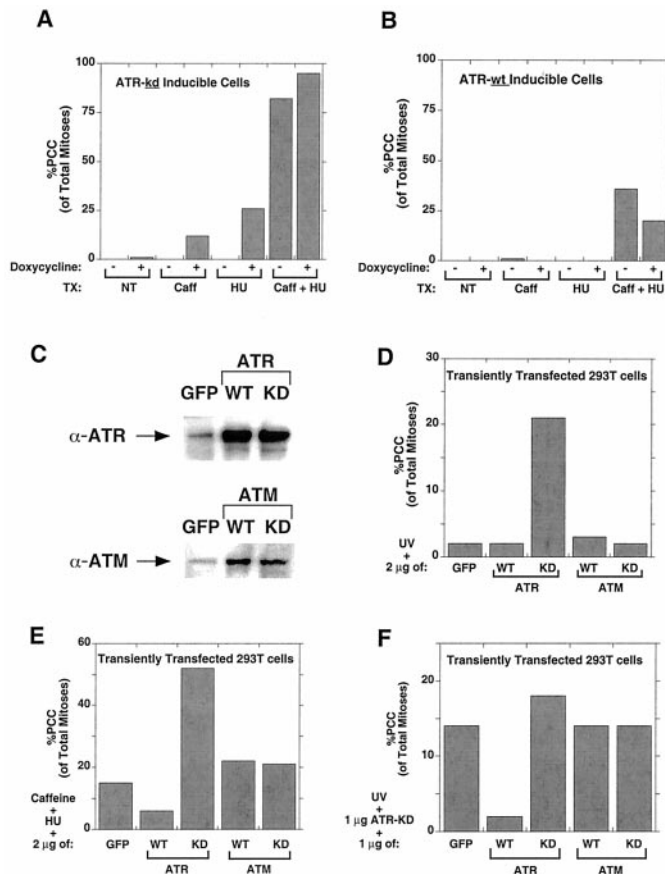 A
%PCC
(of Total Mitoses)
100
75
50
25
0
ATR-kd Inducible Cells
Doxycycline: - + - + - + - +
TX: NT Caff HU Caff + HU
B
%PCC
(of Total Mitoses)
100
75
50
25
0
ATR-wt Inducible Cells
Doxycycline: - + - + - + - +
TX: NT Caff HU Caff + HU
C
ATR
GFP WT KD
α-ATR
ATM
GFP WT KD
α-ATM
D
%PCC
(of Total Mitoses)
30
20
10
0
Transiently Transfected 293T cells
UV
+
2 µg of:
GFP WT KD WT KD
ATR ATM
E
%PCC
(of Total Mitoses)
60
40
20
0
Transiently Transfected 293T cells
Caffeine
+
HU
+
2 µg of:
GFP WT KD WT KD
ATR ATM
F
%PCC
(of Total Mitoses)
20
10
0
Transiently Transfected 293T cells
UV
+
1 µg ATR-KD
+
1 µg of:
GFP WT KD WT KD
ATR ATM